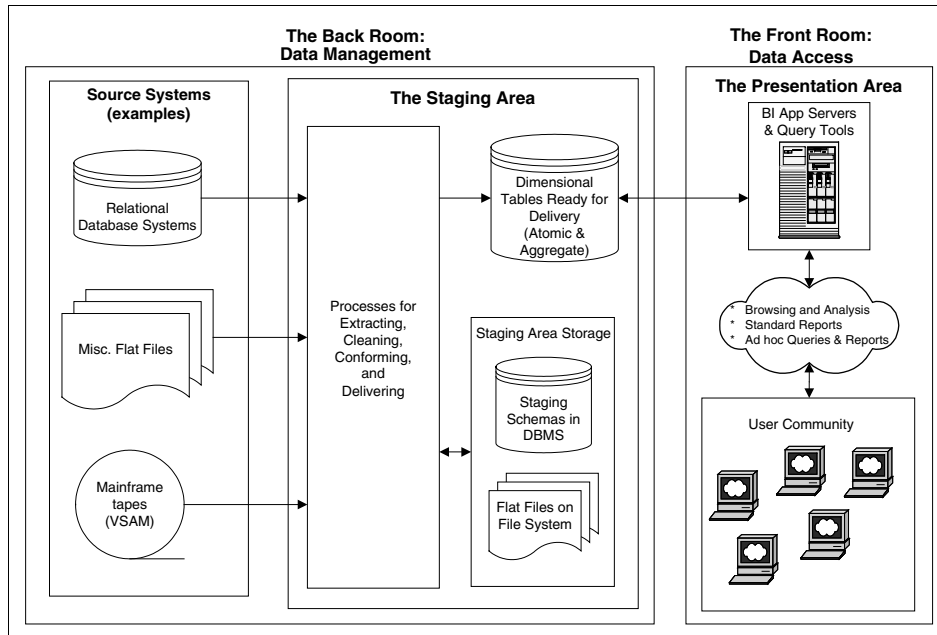 The Back Room:
Data Management
The Front Room:
Data Access
Source Systems
(examples)
Relational
Database Systems
Misc. Flat Files
Mainframe
tapes
(VSAM)
The Staging Area
Processes for
Extracting,
Cleaning,
Conforming,
and
Delivering
Dimensional
Tables Ready for
Delivery
(Atomic &
Aggregate)
Staging Area Storage
Staging
Schemas in
DBMS
Flat Files on
File System
The Presentation Area
BI App Servers
& Query Tools
* Browsing and Analysis
* Standard Reports
* Ad hoc Queries & Reports
User Community